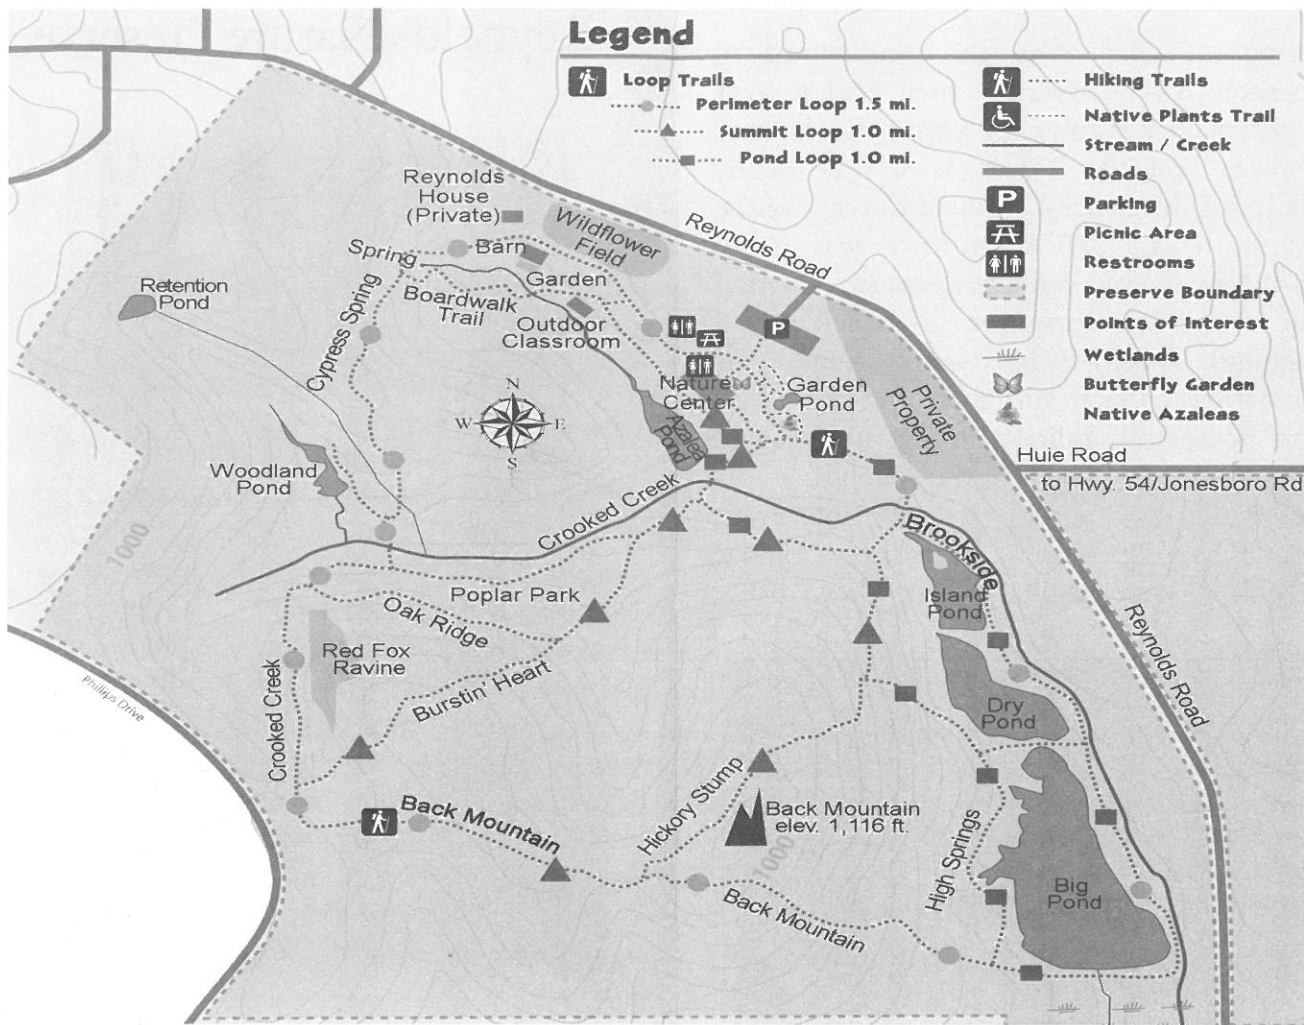 Legend
Loop Trails
Perimeter Loop 1.5 mi.
Summit Loop 1.0 mi.
Pond Loop 1.0 mi.
Hiking Trails
Native Plants Trail
Stream / Creek
Roads
P Parking
Picnic Area
Restrooms
Preserve Boundary
Points of Interest
Wetlands
Butterfly Garden
Native Azaleas
Reynolds
House
(Private)
Wildflower
Field
Reynolds Road
Spring
Barn
Garden
Retention
Pond
Cypress Spring
Boardwalk
Trail
Outdoor
Classroom
P
Nature
Center
Garden
Pond
Private
Property
N
W E
S
Azalea
Pond
Huie Road
to Hwy. 54/Jonesboro Rd
Woodland
Pond
Crooked Creek
Brookside
1000
Poplar Park
Island
Pond
Oak Ridge
Red Fox
Ravine
Reynolds Road
Phillips Drive
Crooked Creek
Burstin' Heart
Dry
Pond
Back Mountain
Hickory Stump
Back Mountain
elev. 1,116 ft.
1000
High Springs
Big
Pond
Back Mountain